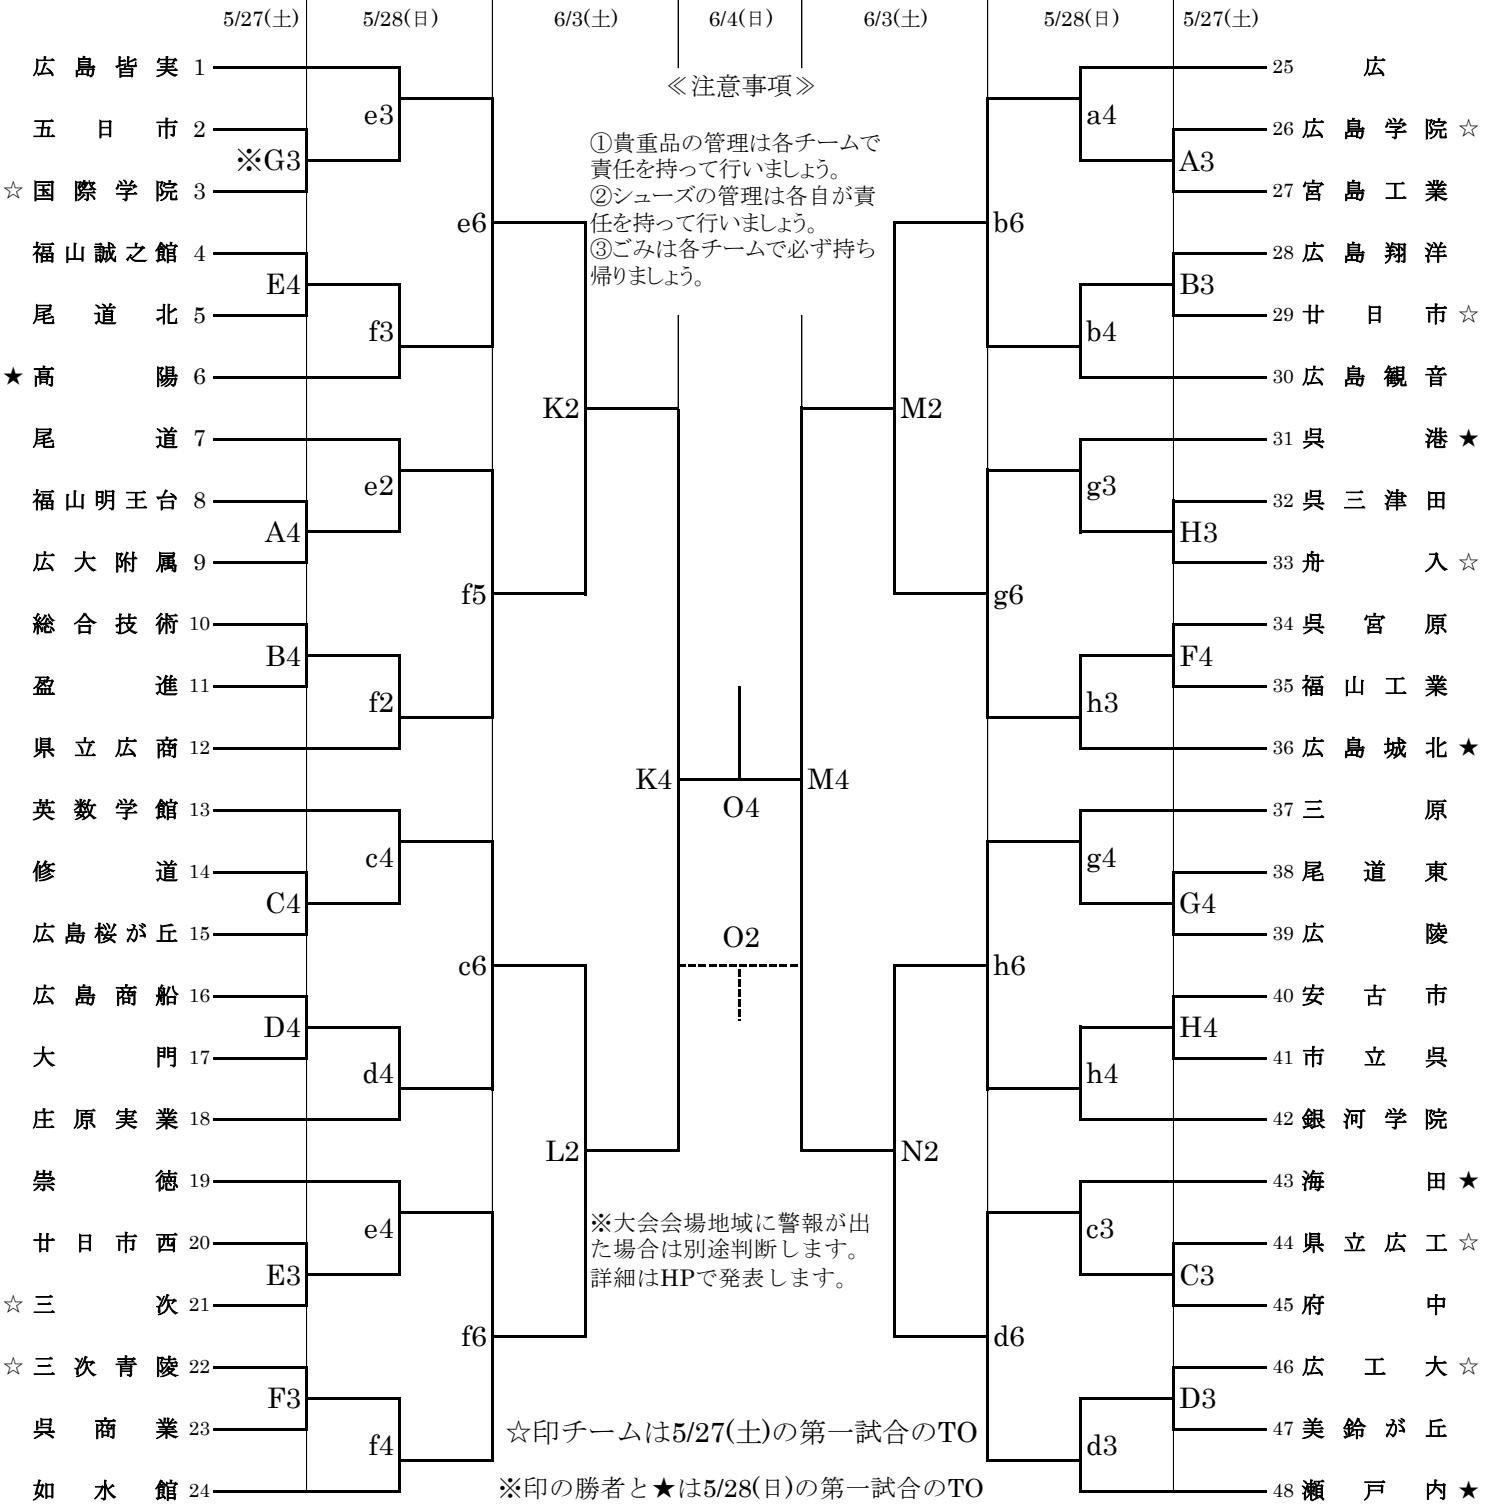 5/27(土) 5/28(日) 6/3(土) 6/4(日) 6/3(土) 5/28(日) 5/27(土)
広島皆実 1
五日市 2
☆国際学院 3
福山誠之館 4
尾道北 5
★高陽 6
尾道 7
福山明王台 8
広大附属 9
総合技術 10
盈進 11
県立広商 12
英数学館 13
修道 14
広島桜が丘 15
広島商船 16
大門 17
庄原実業 18
崇徳 19
廿日市西 20
☆三次 21
☆三次青陵 22
呉商業 23
如水館 24
※G3
E4
A4
B4
C4
D4
E3
F3
e3
f3
e2
f2
c4
d4
e4
f4
e6
f5
c6
f6
K2
L2
K4
≪注意事項≫
①貴重品の管理は各チームで
責任を持って行いましょう。
②シューズの管理は各自が責
任を持って行いましょう。
③ごみは各チームで必ず持ち
帰りましょう。
O4
O2
※大会会場地域に警報が出
た場合は別途判断します。
詳細はHPで発表します。
☆印チームは5/27(土)の第一試合のTO
※印の勝者と★は5/28(日)の第一試合のTO
M4
M2
N2
b6
g6
h6
d6
a4
b4
g3
h3
g4
h4
c3
d3
A3
B3
H3
F4
G4
H4
C3
D3
25 広
26 広島学院☆
27 宮島工業
28 広島翔洋
29 廿日市☆
30 広島観音
31 呉港★
32 呉三津田
33 舟入☆
34 呉宮原
35 福山工業
36 広島城北★
37 三原
38 尾道東
39 広陵
40 安古市
41 市立呉
42 銀河学院
43 海田★
44 県立広工☆
45 府中
46 広工大☆
47 美鈴が丘
48 瀬戸内★